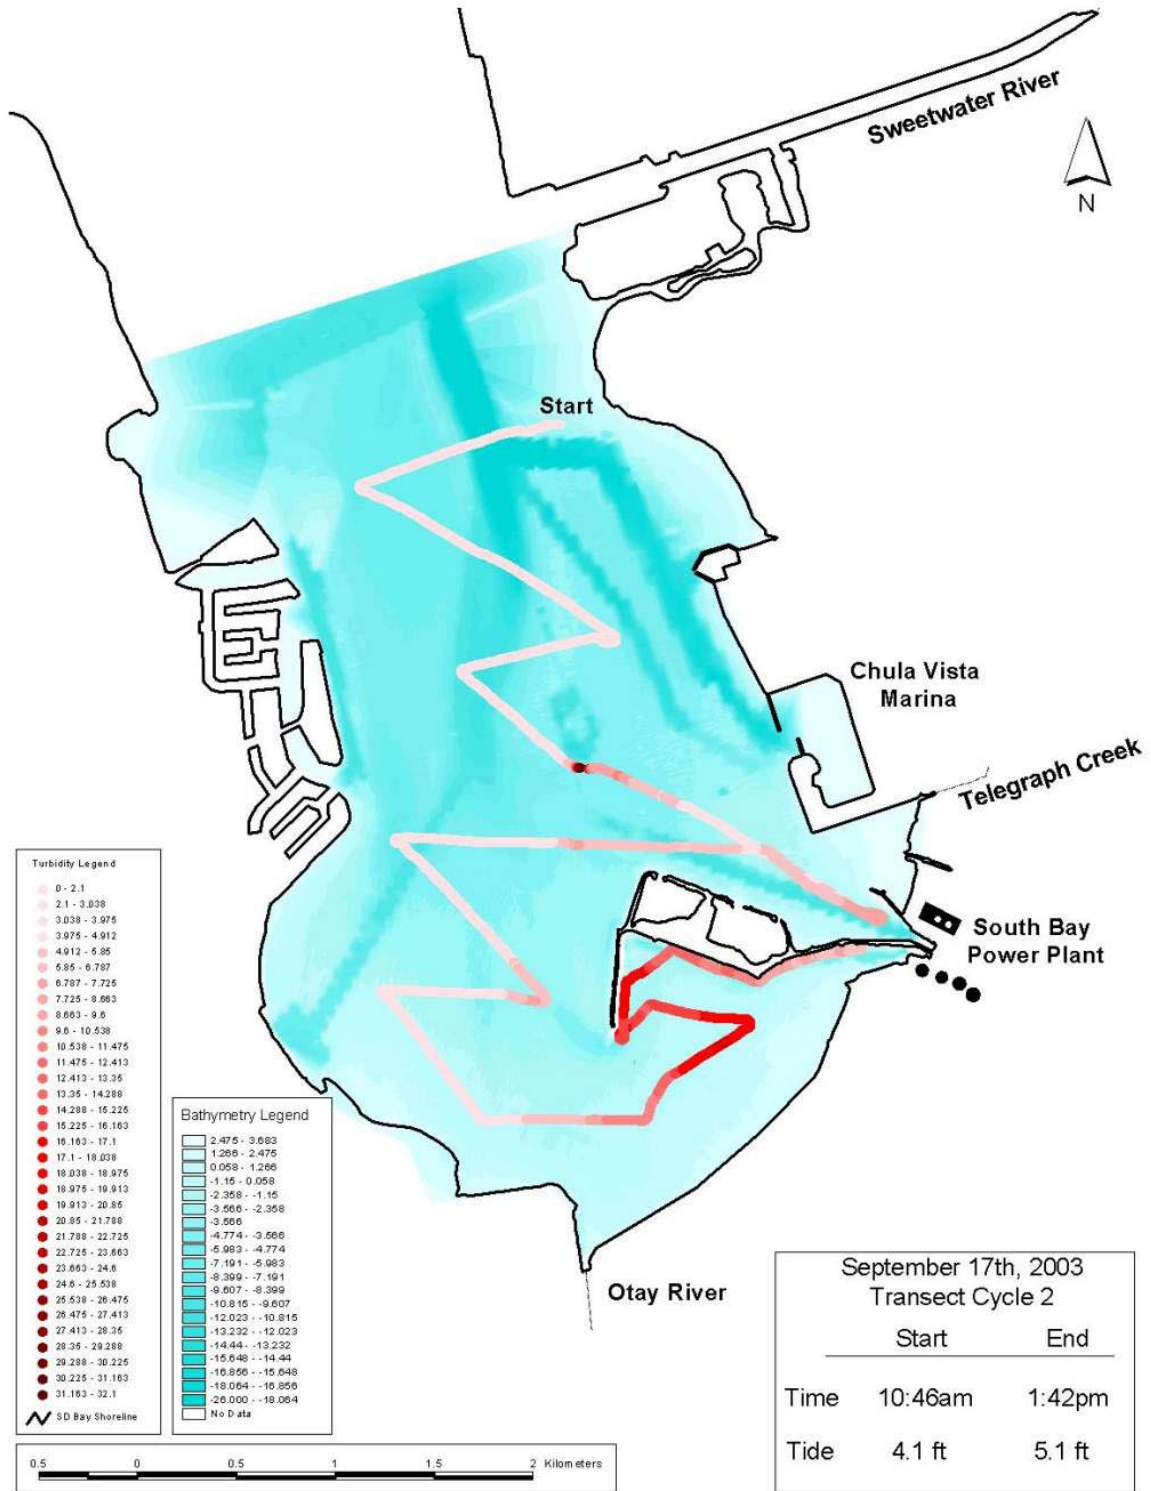 Sweetwater River
N
Start
Chula Vista
Marina
Telegraph Creek
South Bay
Power Plant
Otay River
Turbidity Legend
0 - 2.1
2.1 - 3.038
3.038 - 3.975
3.975 - 4.912
4.912 - 5.85
5.85 - 6.787
6.787 - 7.725
7.725 - 8.663
8.663 - 9.6
9.6 - 10.538
10.538 - 11.475
11.475 - 12.413
12.413 - 13.35
13.35 - 14.288
14.288 - 15.225
15.225 - 16.163
16.163 - 17.1
17.1 - 18.038
18.038 - 18.975
18.975 - 19.913
19.913 - 20.85
20.85 - 21.788
21.788 - 22.725
22.725 - 23.663
23.663 - 24.6
24.6 - 25.538
25.538 - 26.475
26.475 - 27.413
27.413 - 28.35
28.35 - 29.288
29.288 - 30.225
30.225 - 31.163
31.163 - 32.1
SD Bay Shoreline
Bathymetry Legend
2.475 - 3.683
1.266 - 2.475
0.058 - 1.266
-1.15 - 0.058
-2.358 - -1.15
-3.566 - -2.358
-3.566
-4.774 - -3.566
-5.983 - -4.774
-7.191 - -5.983
-8.399 - -7.191
-9.607 - -8.399
-10.815 - -9.607
-12.023 - -10.815
-13.232 - -12.023
-14.44 - -13.232
-15.648 - -14.44
-16.856 - -15.648
-18.064 - -16.856
-26.000 - -18.064
No Data
September 17th, 2003
Transect Cycle 2
Start End
Time 10:46am 1:42pm
Tide 4.1 ft 5.1 ft
0.5 0 0.5 1 1.5 2 Kilometers